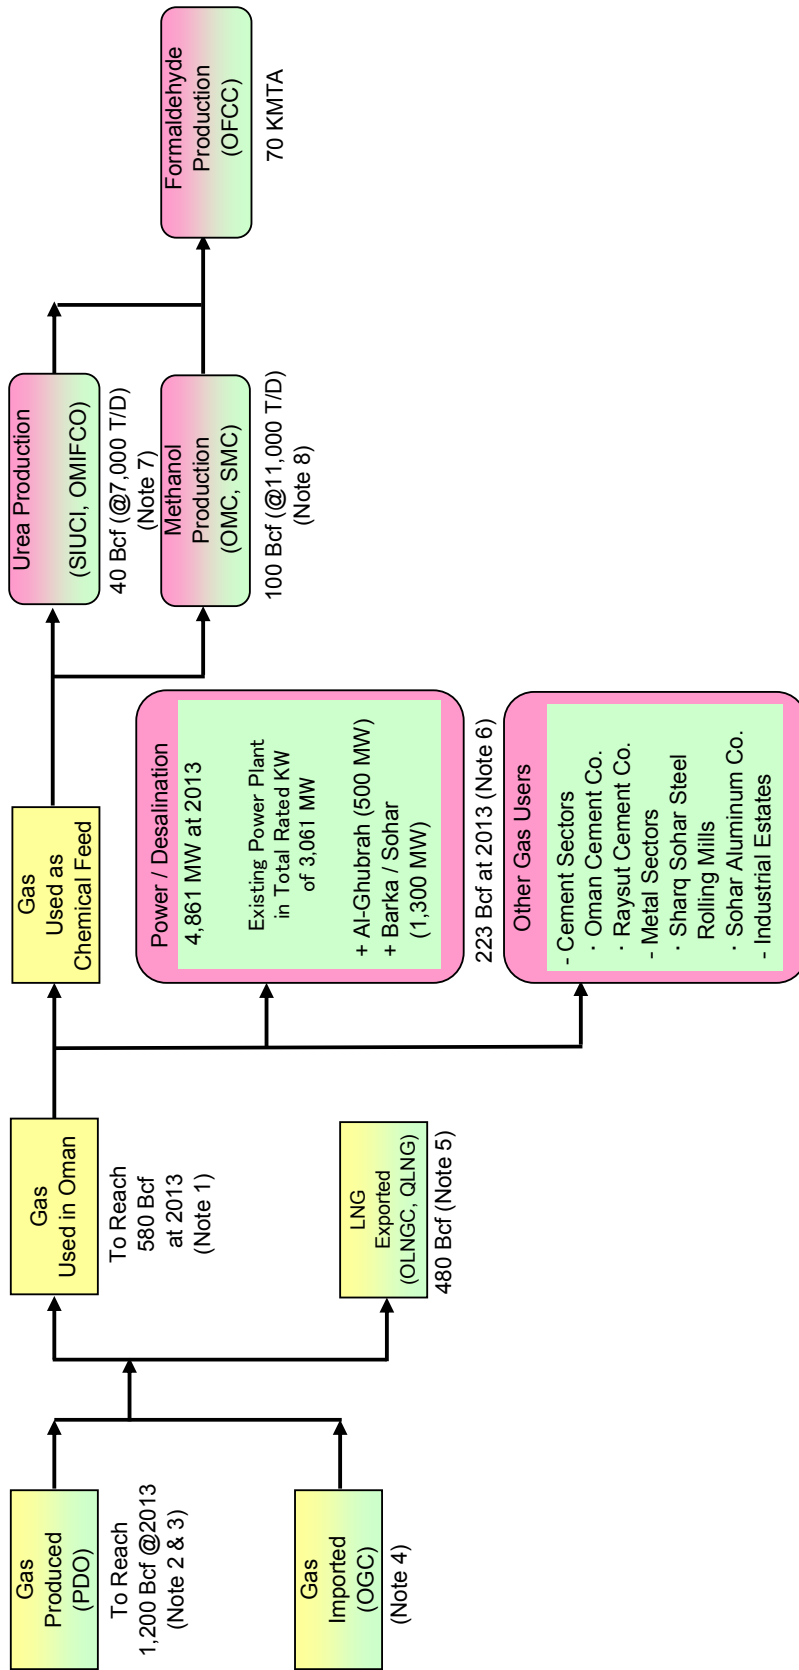 Gas
Produced
(PDO)
To Reach
1,200 Bcf @2013
(Note 2 & 3)
Gas
Imported
(OGC)
(Note 4)
Gas
Used in Oman
To Reach
580 Bcf
at 2013
(Note 1)
LNG
Exported
(OLNGC, QLNG)
480 Bcf (Note 5)
Gas
Used as
Chemical Feed
Power / Desalination
4,861 MW at 2013
Existing Power Plant
in Total Rated KW
of 3,061 MW
+ Al-Ghubrah (500 MW)
+ Barka / Sohar
(1,300 MW)
223 Bcf at 2013 (Note 6)
Other Gas Users
- Cement Sectors
· Oman Cement Co.
· Raysut Cement Co.
- Metal Sectors
· Sharq Sohar Steel
Rolling Mills
· Sohar Aluminum Co.
- Industrial Estates
Urea Production
(SIUCI, OMIFCO)
40 Bcf (@7,000 T/D)
(Note 7)
Methanol
Production
(OMC, SMC)
100 Bcf (@11,000 T/D)
(Note 8)
Formaldehyde
Production
(OFCC)
70 KMTA